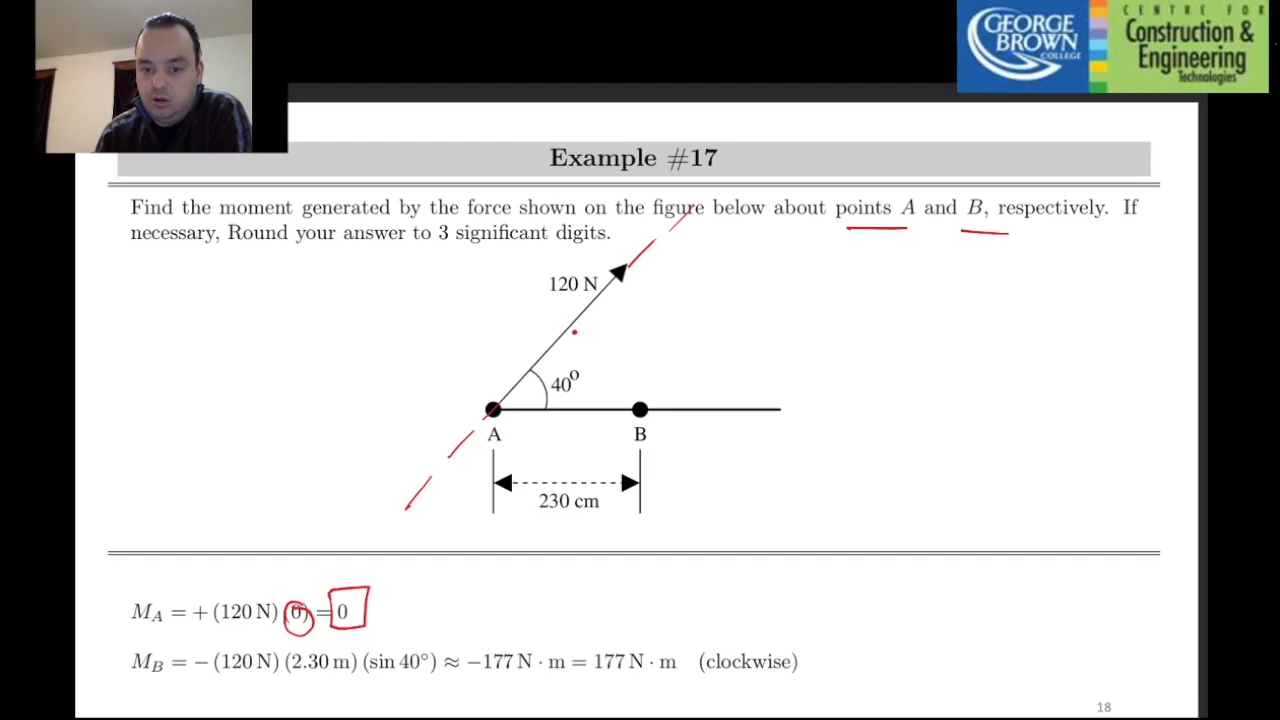 GEORGE
BROWN
COLLEGE
CENTRE FOR
Construction &
Engineering
Technologies
Example #17
Find the moment generated by the force shown on the figure below about points A and B, respectively. If
necessary, Round your answer to 3 significant digits.
120 N
40°
A B
230 cm
M_A = + (120 N) (0) = 0
M_B = − (120 N) (2.30 m) (sin 40°) ≈ −177 N · m = 177 N · m (clockwise)
18